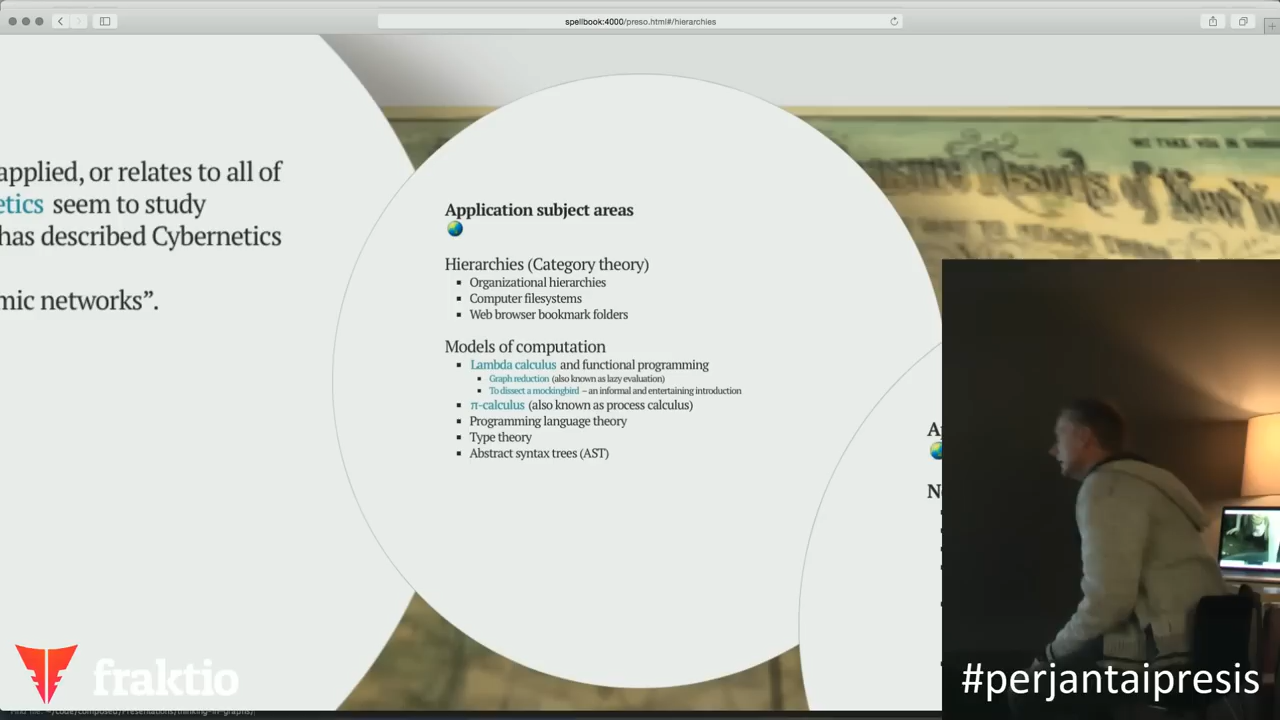 spellbook:4000/preso.html#/hierarchies
applied, or relates to all of
etics seem to study
has described Cybernetics
mic networks”.
Application subject areas
Hierarchies (Category theory)
▪ Organizational hierarchies
▪ Computer filesystems
▪ Web browser bookmark folders
Models of computation
▪ Lambda calculus and functional programming
▪ Graph reduction (also known as lazy evaluation)
▪ To dissect a mockingbird – an informal and entertaining introduction
▪ π-calculus (also known as process calculus)
▪ Programming language theory
▪ Type theory
▪ Abstract syntax trees (AST)
fraktio
#perjantaipresis